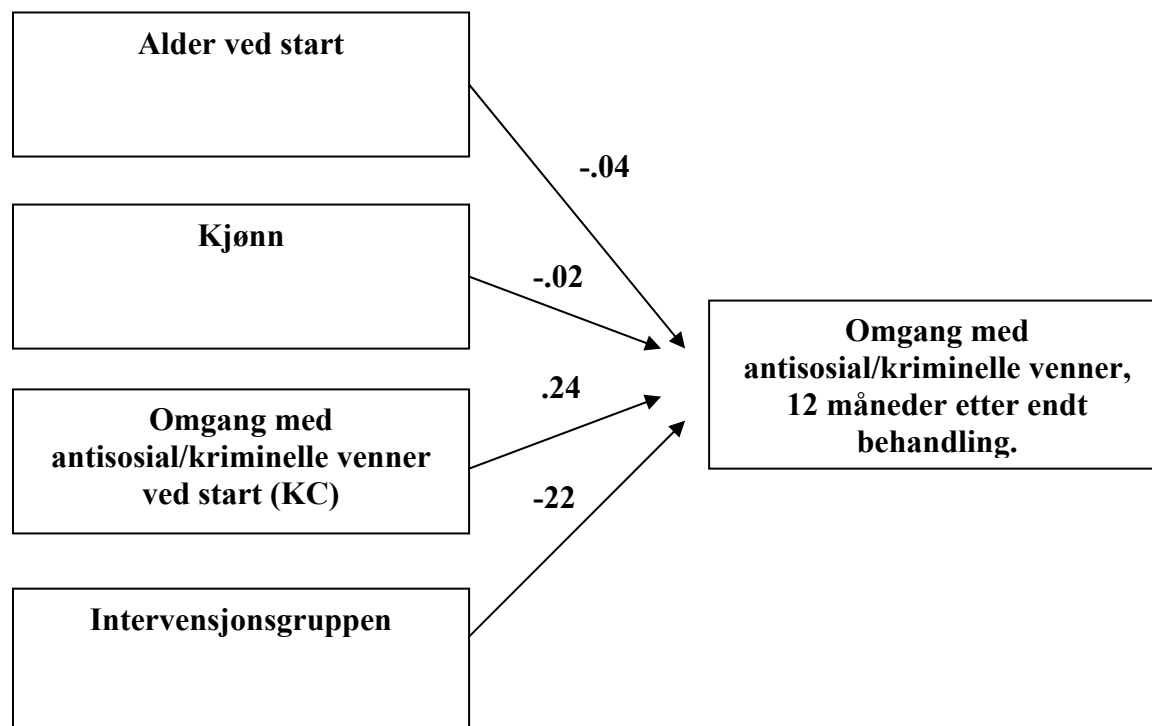 Alder ved start
-.04
Kjønn
-.02
Omgang med
antisosial/kriminelle venner,
12 måneder etter endt
behandling.
.24
Omgang med
antisosial/kriminelle venner
ved start (KC)
-22
Intervensjonsgruppen